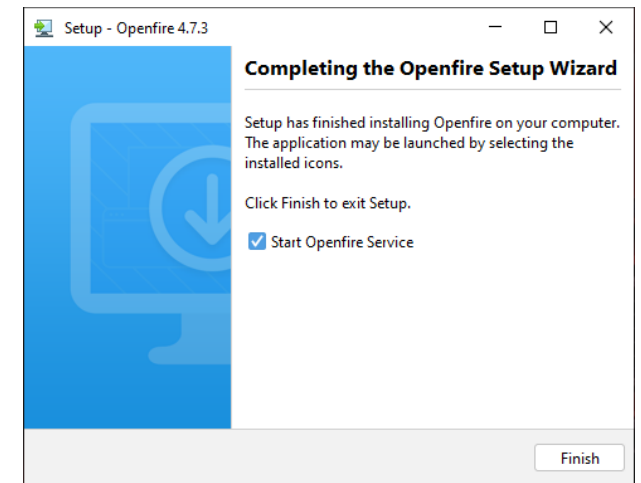 Setup - Openfire 4.7.3
Completing the Openfire Setup Wizard
Setup has finished installing Openfire on your computer.
The application may be launched by selecting the
installed icons.
Click Finish to exit Setup.
Start Openfire Service
Finish